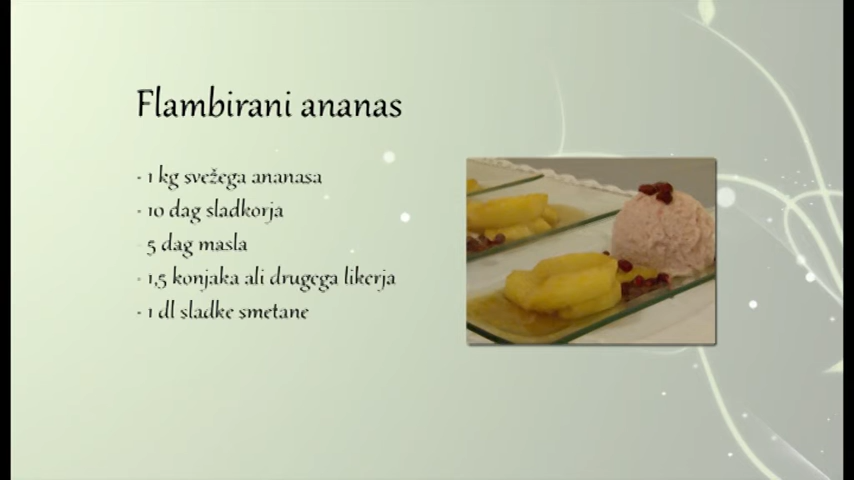 Flambirani ananas
- 1 kg svežega ananasa
- 10 dag sladkorja
- 5 dag masla
- 1,5 konjaka ali drugega likerja
- 1 dl sladke smetane